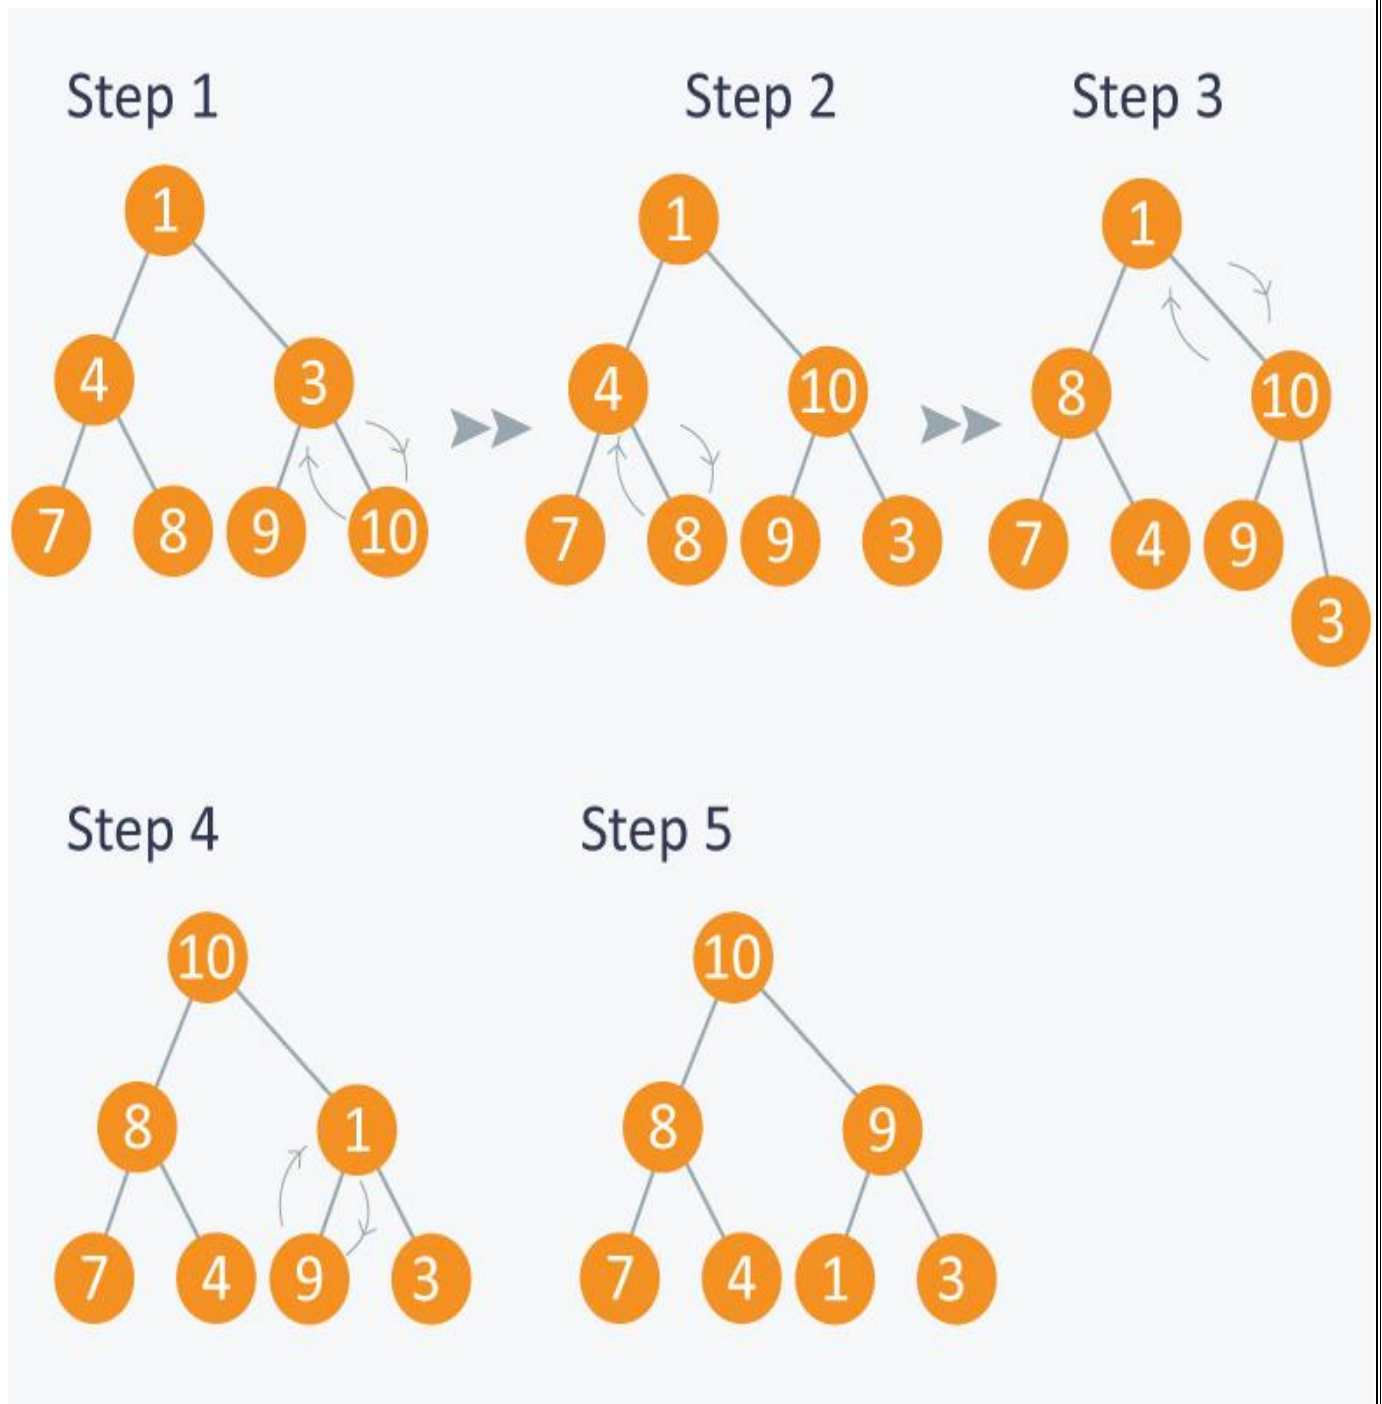 Step 1 Step 2 Step 3
1 1 1
4 3 4 10 8 10
7 8 9 10 7 8 9 3 7 4 9
3
Step 4 Step 5
10 10
8 1 8 9
7 4 9 3 7 4 1 3